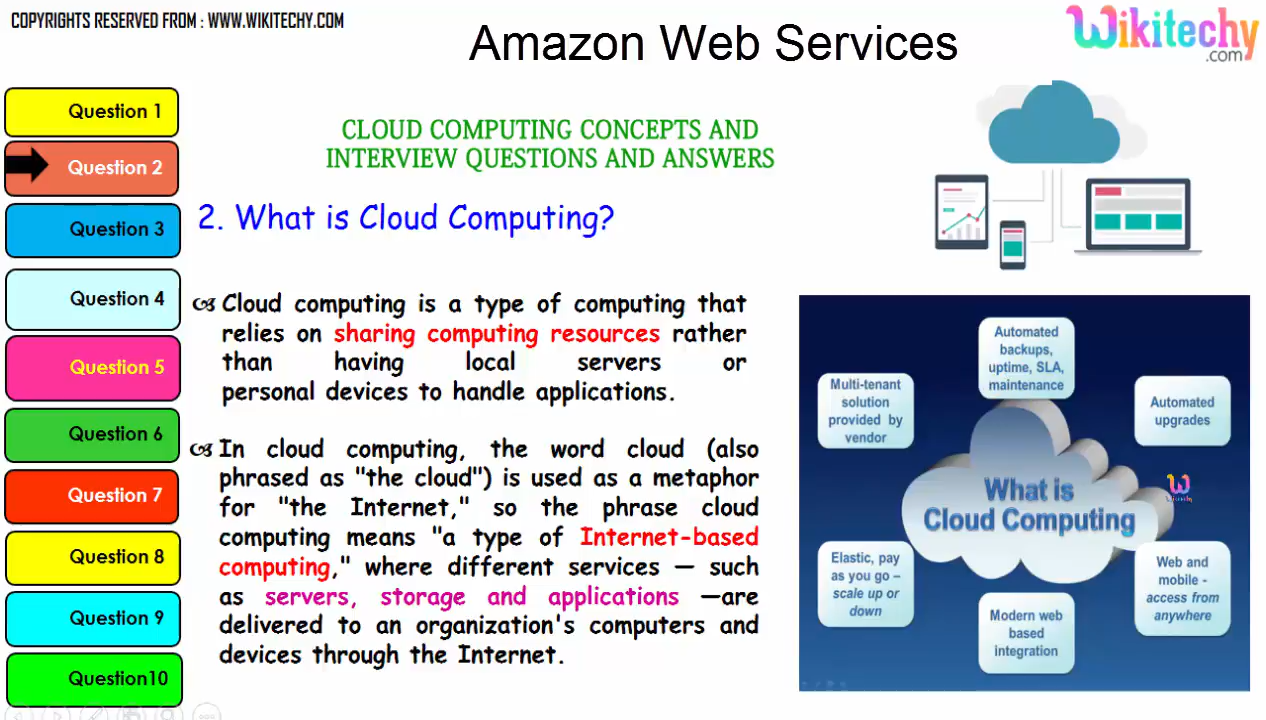 COPYRIGHTS RESERVED FROM : WWW.WIKITECHY.COM
Amazon Web Services
Wikitechy
.com
Question 1
Question 2
Question 3
Question 4
Question 5
Question 6
Question 7
Question 8
Question 9
Question10
CLOUD COMPUTING CONCEPTS AND
INTERVIEW QUESTIONS AND ANSWERS
2. What is Cloud Computing?
Cloud computing is a type of computing that
relies on sharing computing resources rather
than having local servers or
personal devices to handle applications.
In cloud computing, the word cloud (also
phrased as "the cloud") is used as a metaphor
for "the Internet," so the phrase cloud
computing means "a type of Internet-based
computing," where different services — such
as servers, storage and applications —are
delivered to an organization's computers and
devices through the Internet.
Automated
backups,
uptime, SLA,
maintenance
Multi-tenant
solution
provided by
vendor
Automated
upgrades
What is
Cloud Computing
W
Wikitechy
Elastic, pay
as you go –
scale up or
down
Web and
mobile -
access from
anywhere
Modern web
based
integration